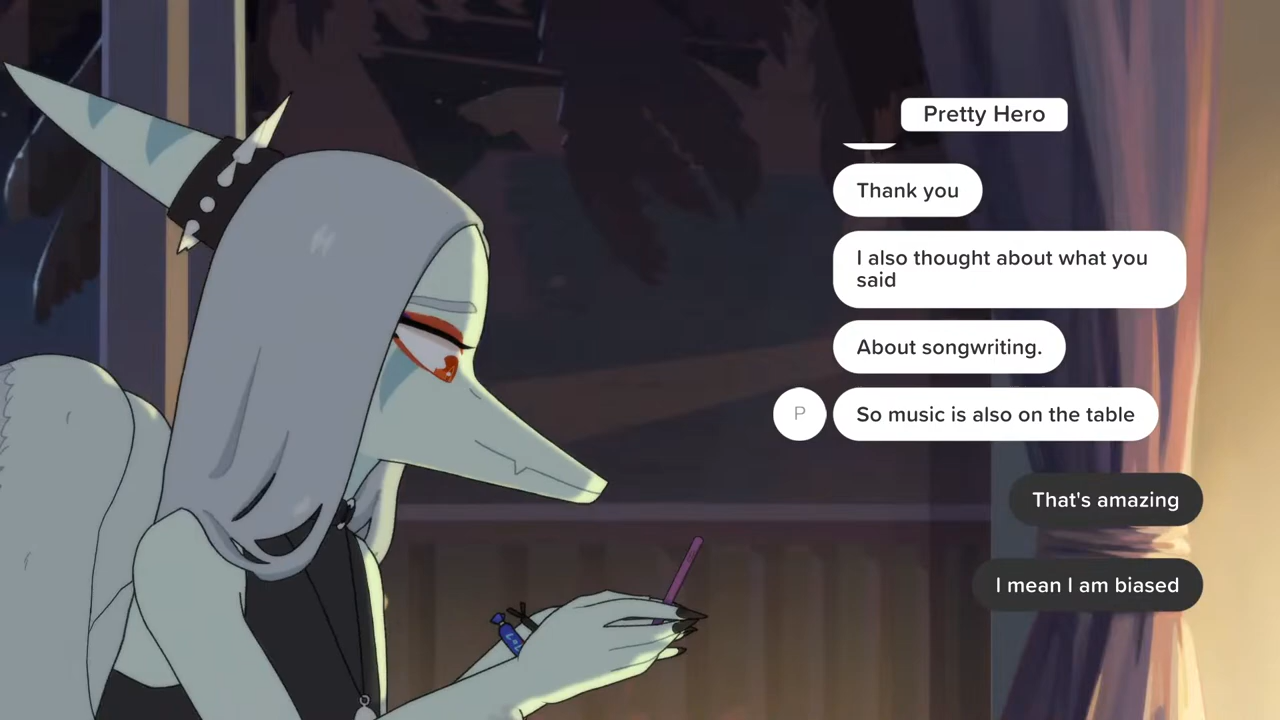 Pretty Hero
Thank you
I also thought about what you
said
About songwriting.
P
So music is also on the table
That's amazing
I mean I am biased